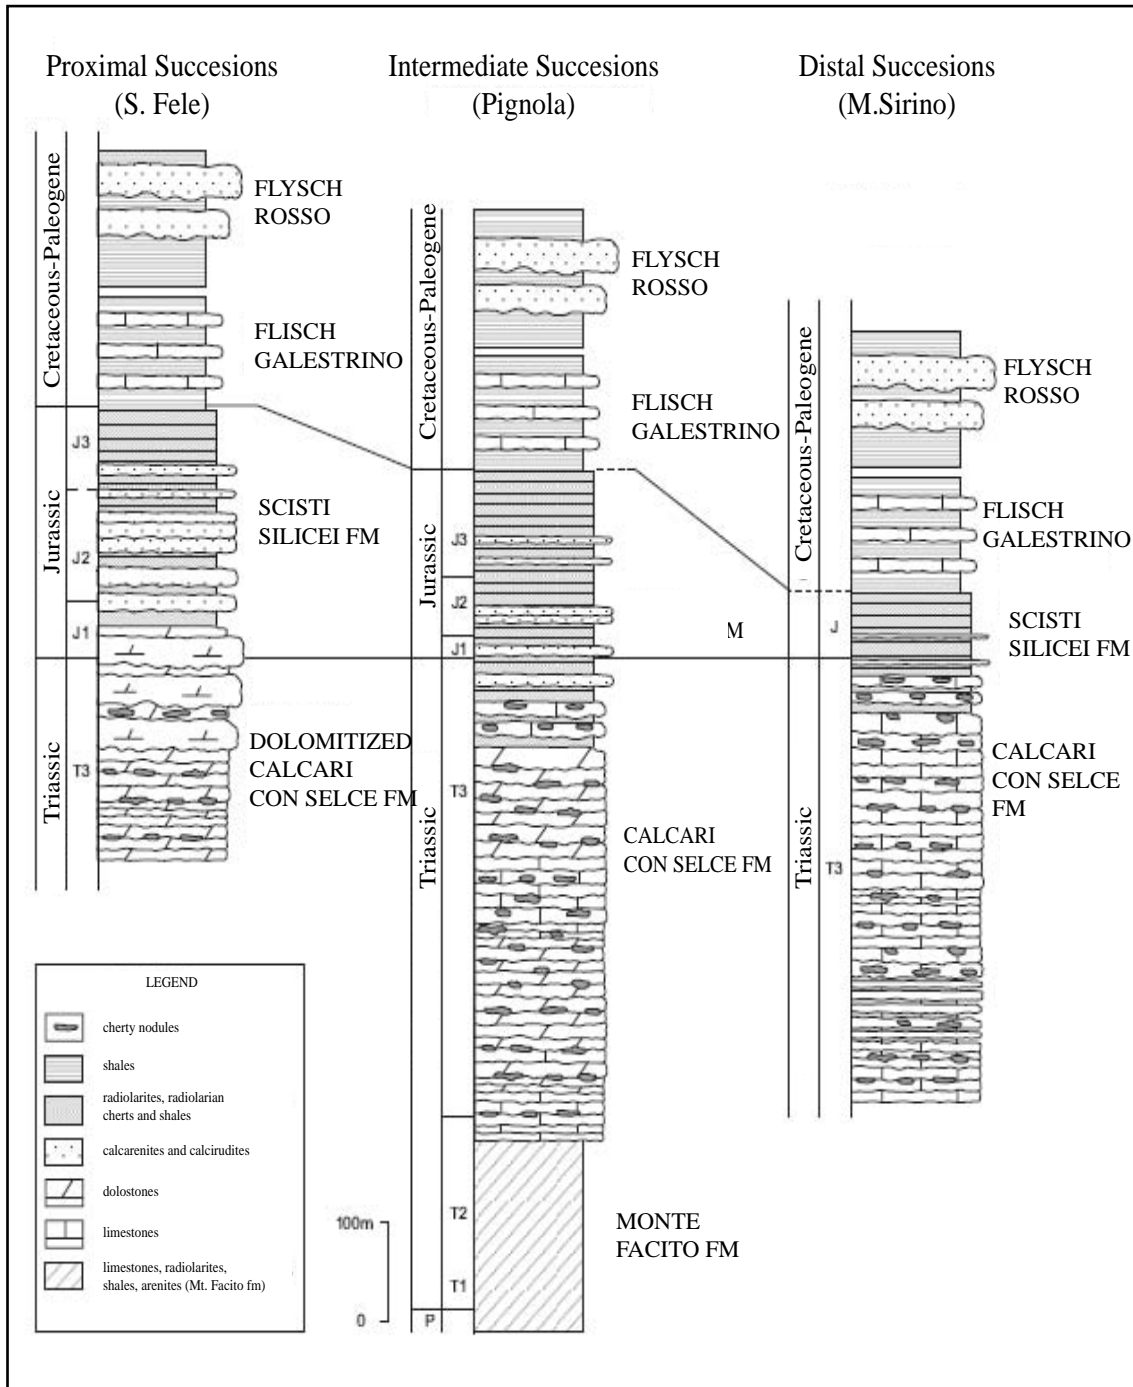 Proximal Succesions
(S. Fele)
Intermediate Succesions
(Pignola)
Distal Succesions
(M.Sirino)
Cretaceous-Paleogene
Jurassic
Triassic
J3
J2
J1
T3
FLYSCH
ROSSO
FLISCH
GALESTRINO
SCISTI
SILICEI FM
DOLOMITIZED
CALCARI
CON SELCE FM
Cretaceous-Paleogene
Jurassic
Triassic
J3
J2
J1
T3
T2
T1
P
FLYSCH
ROSSO
FLISCH
GALESTRINO
M
CALCARI
CON SELCE FM
MONTE
FACITO FM
Cretaceous-Paleogene
Triassic
J
T3
FLYSCH
ROSSO
FLISCH
GALESTRINO
SCISTI
SILICEI FM
CALCARI
CON SELCE
FM
LEGEND
cherty nodules
shales
radiolarites, radiolarian
cherts and shales
calcarenites and calcirudites
dolostones
limestones
limestones, radiolarites,
shales, arenites (Mt. Facito fm)
100m
0